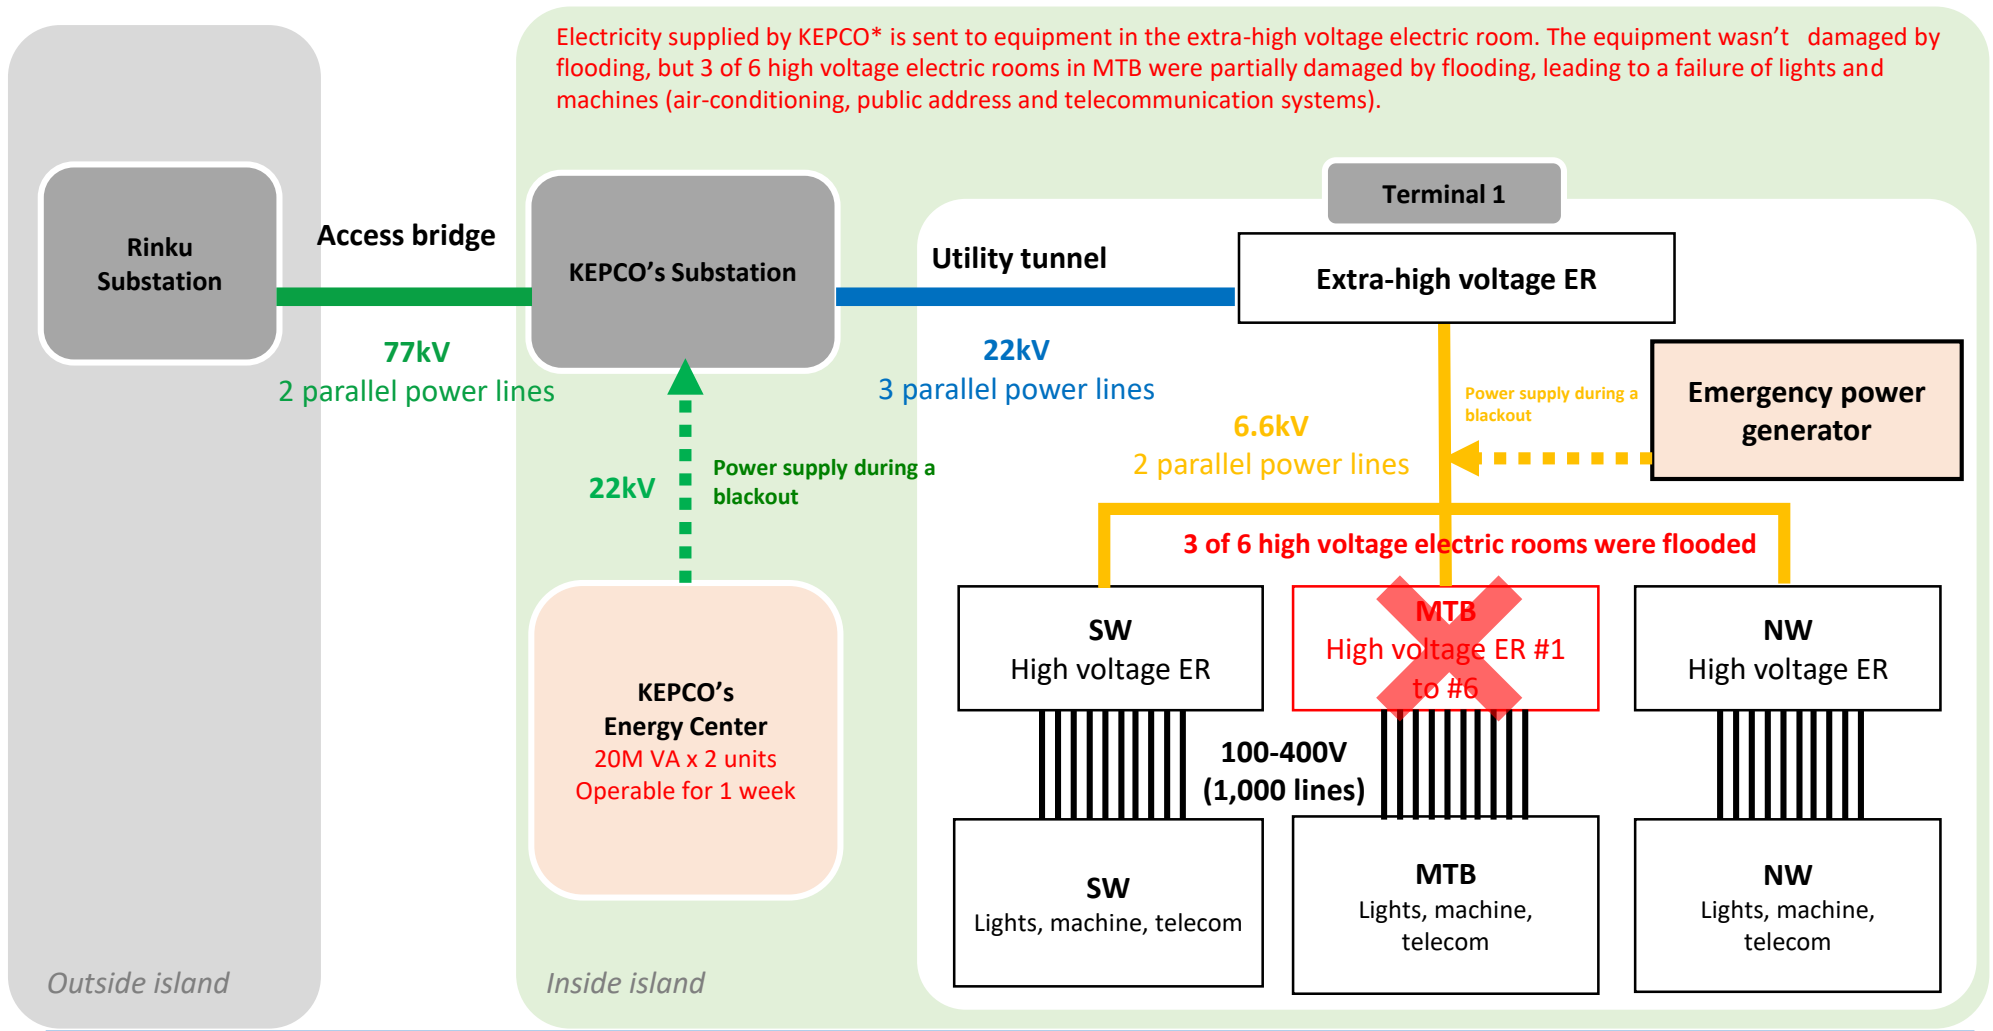 Electricity supplied by KEPCO* is sent to equipment in the extra-high voltage electric room. The equipment wasn't damaged by
flooding, but 3 of 6 high voltage electric rooms in MTB were partially damaged by flooding, leading to a failure of lights and
machines (air-conditioning, public address and telecommunication systems).
Terminal 1
Rinku
Substation
Access bridge
KEPCO's Substation
Utility tunnel
Extra-high voltage ER
77kV
2 parallel power lines
22kV
3 parallel power lines
Power supply during a
blackout
Emergency power
generator
6.6kV
2 parallel power lines
22kV
Power supply during a
blackout
3 of 6 high voltage electric rooms were flooded
SW
High voltage ER
MTB
High voltage ER #1
to #6
NW
High voltage ER
KEPCO's
Energy Center
20M VA x 2 units
Operable for 1 week
100-400V
(1,000 lines)
SW
Lights, machine, telecom
MTB
Lights, machine,
telecom
NW
Lights, machine,
telecom
Outside island
Inside island